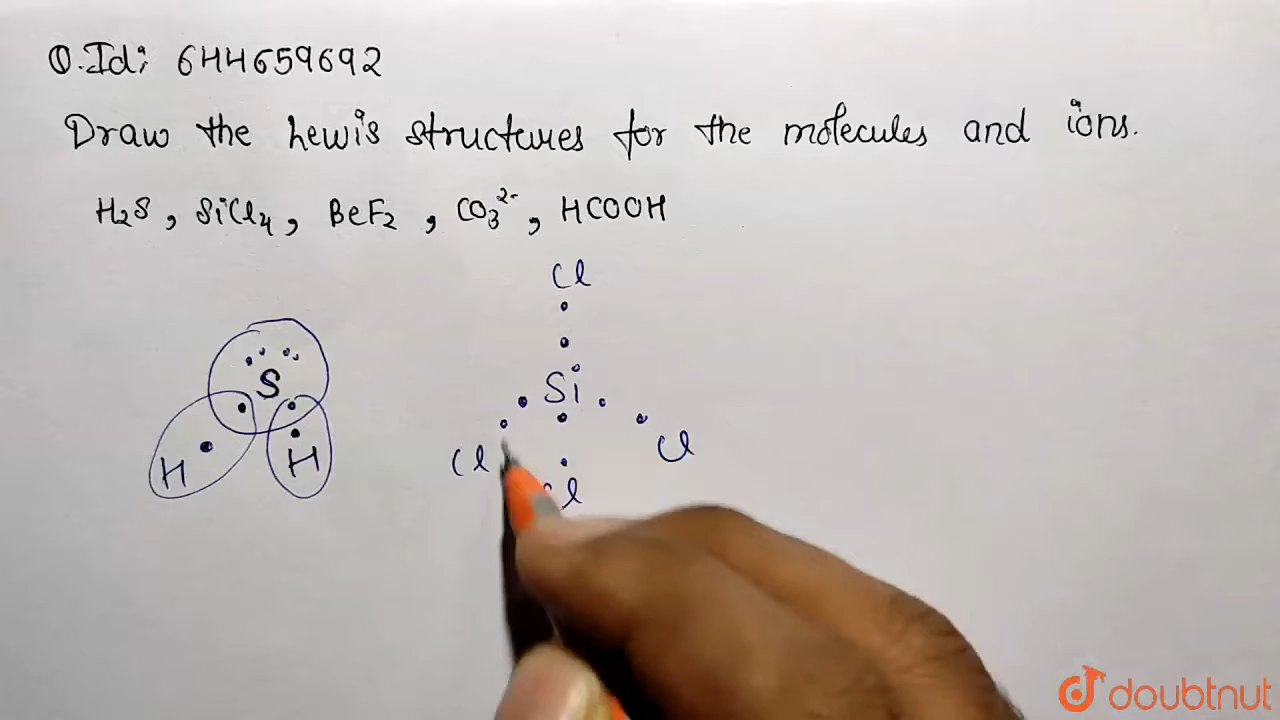 Q.Id; 644659692
Draw the Lewis structures for the molecules and ions.
H2S, SiCl4, BeF2, CO3 2-, HCOOH
Cl
S
Si
Cl
Cl
H
H
Cl
doubtnut